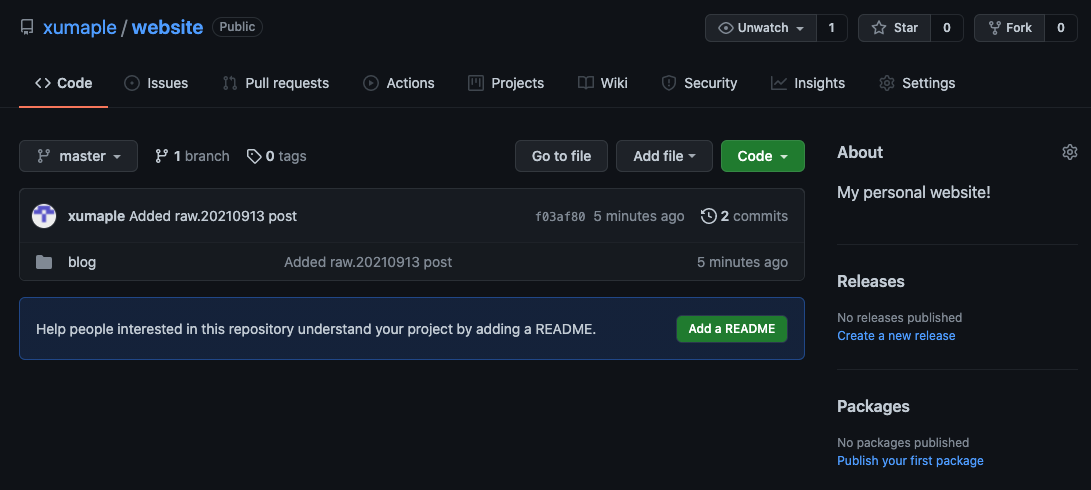 xumaple / website Public Unwatch 1 Star 0 Fork 0
Code Issues Pull requests Actions Projects Wiki Security Insights Settings
master 1 branch 0 tags Go to file Add file Code
xumaple Added raw.20210913 post f03af80 5 minutes ago 2 commits
blog Added raw.20210913 post 5 minutes ago
Help people interested in this repository understand your project by adding a README. Add a README
About
My personal website!
Releases
No releases published
Create a new release
Packages
No packages published
Publish your first package